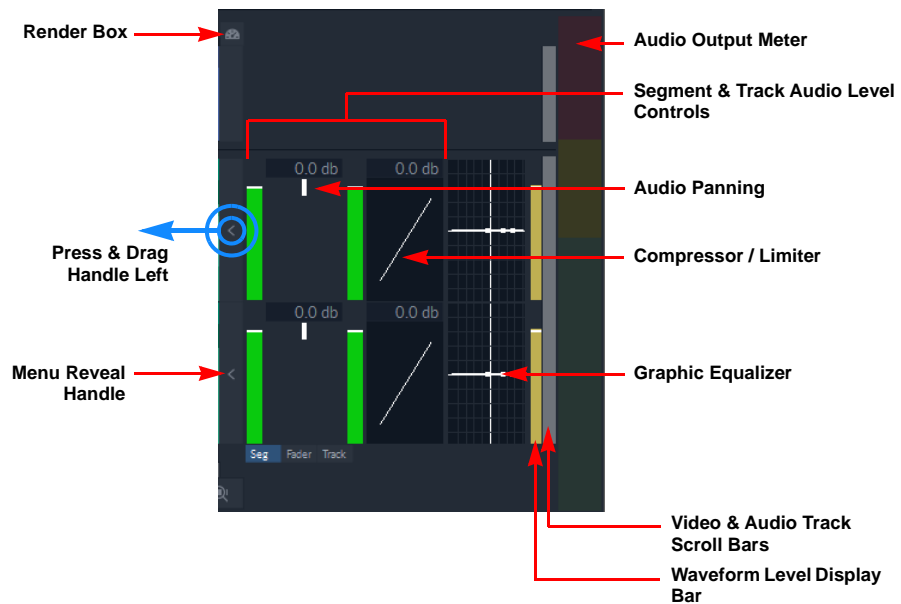 Render Box
Audio Output Meter
Segment & Track Audio Level
Controls
0.0 db
0.0 db
Audio Panning
Press & Drag
Handle Left
Compressor / Limiter
0.0 db
0.0 db
Menu Reveal
Handle
Graphic Equalizer
Seg
Fader
Track
Video & Audio Track
Scroll Bars
Waveform Level Display
Bar